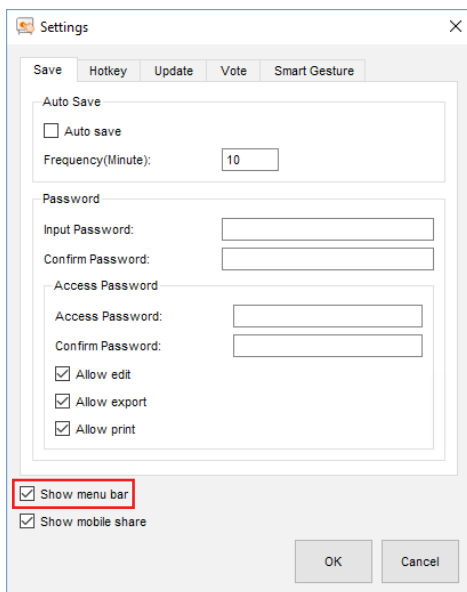 Settings
Save Hotkey Update Vote Smart Gesture
Auto Save
Auto save
Frequency(Minute): 10
Password
Input Password:
Confirm Password:
Access Password
Access Password:
Confirm Password:
Allow edit
Allow export
Allow print
Show menu bar
Show mobile share
OK Cancel